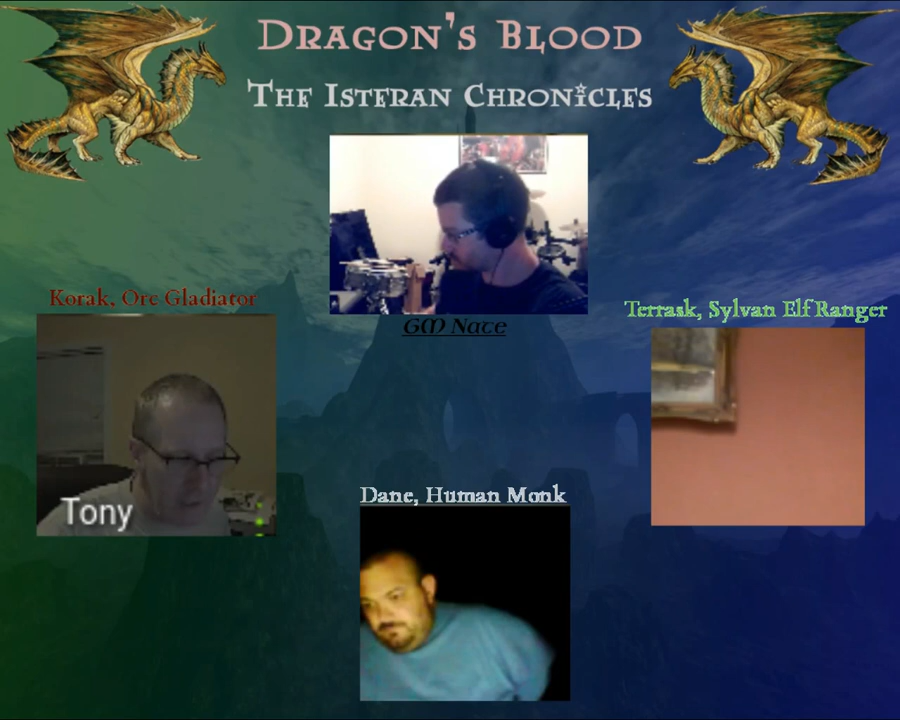 Dragon's Blood
The Isteran Chronicles
GM Nate
Korak, Orc Gladiator
Terrask, Sylvan Elf Ranger
Tony
Dane, Human Monk